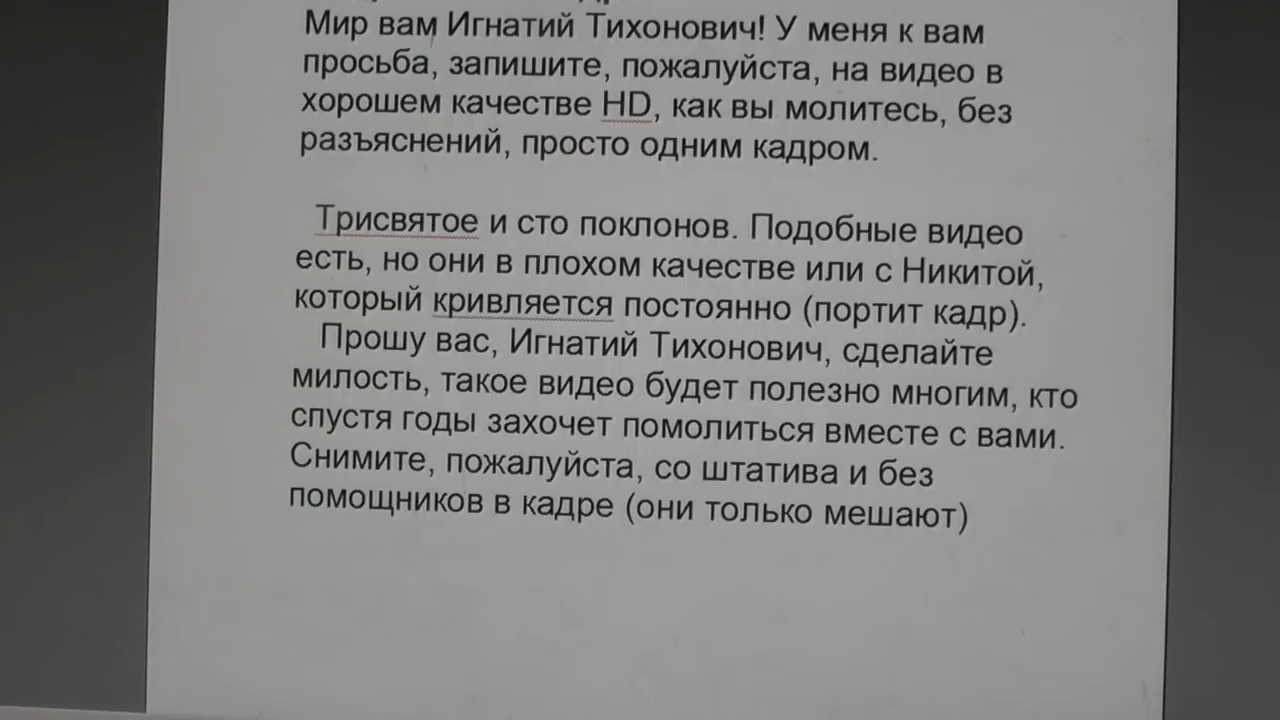 Мир вам Игнатий Тихонович! У меня к вам
просьба, запишите, пожалуйста, на видео в
хорошем качестве HD, как вы молитесь, без
разъяснений, просто одним кадром.
Трисвятое и сто поклонов. Подобные видео
есть, но они в плохом качестве или с Никитой,
который кривляется постоянно (портит кадр).
Прошу вас, Игнатий Тихонович, сделайте
милость, такое видео будет полезно многим, кто
спустя годы захочет помолиться вместе с вами.
Снимите, пожалуйста, со штатива и без
помощников в кадре (они только мешают)